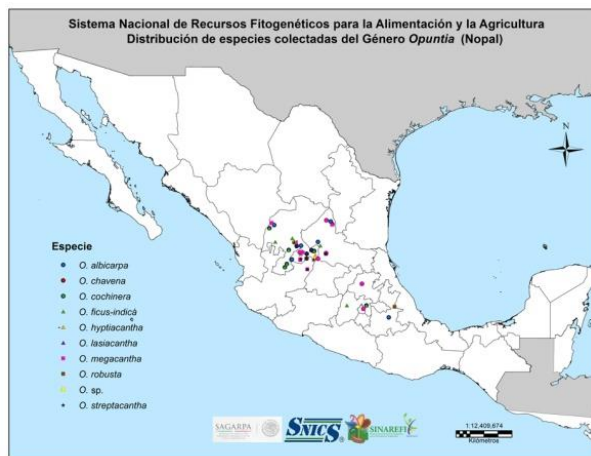 Sistema Nacional de Recursos Fitogenéticos para la Alimentación y la Agricultura
Distribución de especies colectadas del Género Opuntia (Nopal)
N
Especie
O. albicarpa
O. chavena
O. cochinera
O. ficus-indica
O. hyptiacantha
O. lasiacantha
O. megacantha
O. robusta
O. sp.
O. streptacantha
SAGARPA
SNICS
SINAREFI
1:12,409,674
Kilómetros